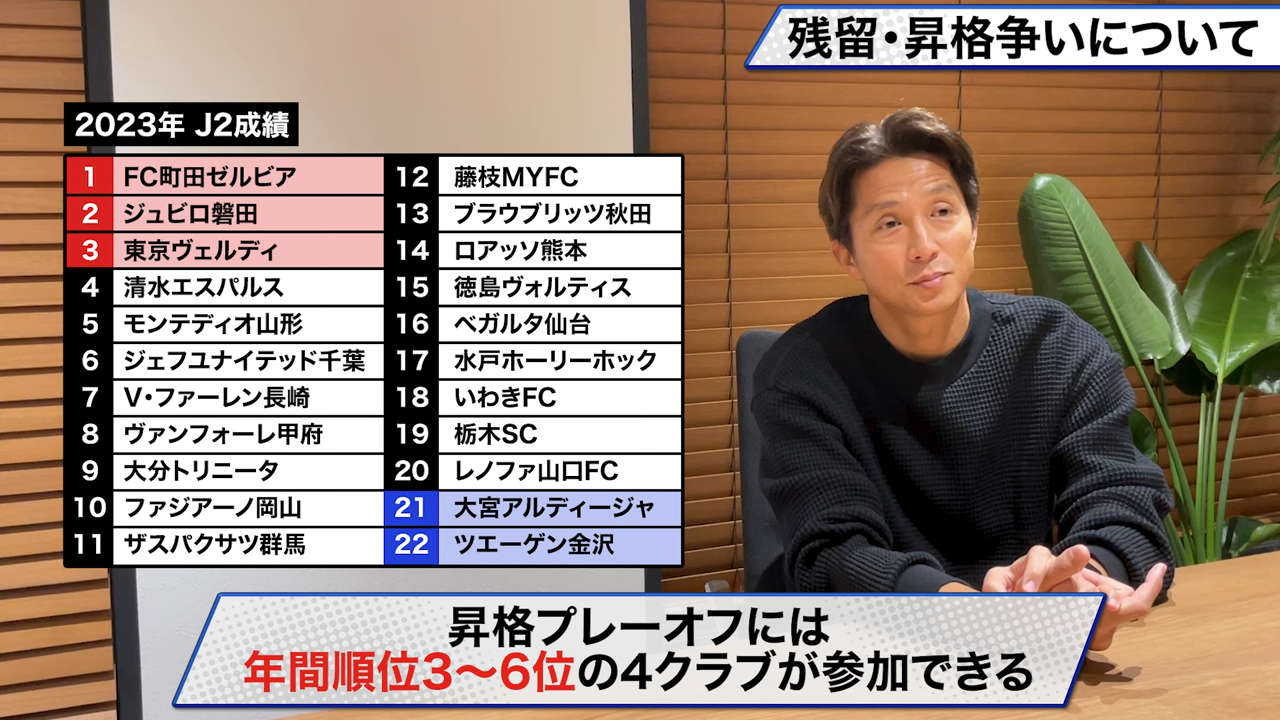 残留・昇格争いについて
2023年 J2成績
1 FC町田ゼルビア
2 ジュビロ磐田
3 東京ヴェルディ
4 清水エスパルス
5 モンテディオ山形
6 ジェフユナイテッド千葉
7 V・ファーレン長崎
8 ヴァンフォーレ甲府
9 大分トリニータ
10 ファジアーノ岡山
11 ザスパクサツ群馬
12 藤枝MYFC
13 ブラウブリッツ秋田
14 ロアッソ熊本
15 徳島ヴォルティス
16 ベガルタ仙台
17 水戸ホーリーホック
18 いわきFC
19 栃木SC
20 レノファ山口FC
21 大宮アルディージャ
22 ツエーゲン金沢
昇格プレーオフには
年間順位3〜6位の4クラブが参加できる